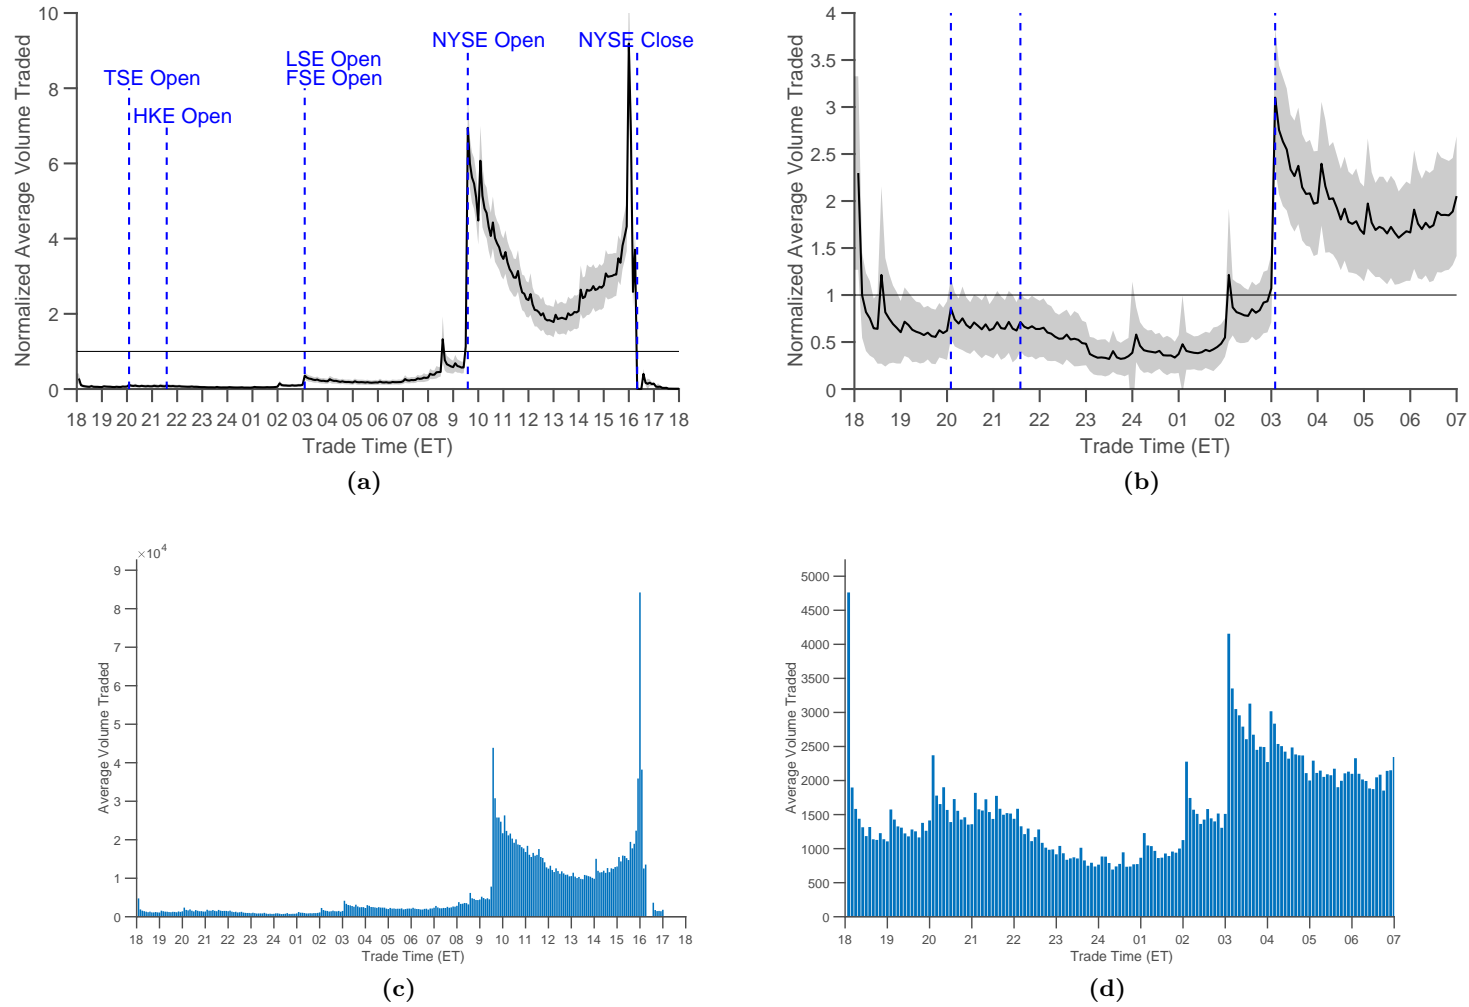 Normalized Average Volume Traded
10
8
6
4
2
0
TSE Open
HKE Open
LSE Open
FSE Open
NYSE Open
NYSE Close
18 19 20 21 22 23 24 01 02 03 04 05 06 07 08 9 10 11 12 13 14 15 16 17 18
Trade Time (ET)
(a)
Normalized Average Volume Traded
4
3.5
3
2.5
2
1.5
1
0.5
0
18 19 20 21 22 23 24 01 02 03 04 05 06 07
Trade Time (ET)
(b)
×10⁴
Average Volume Traded
9
8
7
6
5
4
3
2
1
0
18 19 20 21 22 23 24 01 02 03 04 05 06 07 08 9 10 11 12 13 14 15 16 17 18
Trade Time (ET)
(c)
Average Volume Traded
5000
4500
4000
3500
3000
2500
2000
1500
1000
500
0
18 19 20 21 22 23 24 01 02 03 04 05 06 07
Trade Time (ET)
(d)